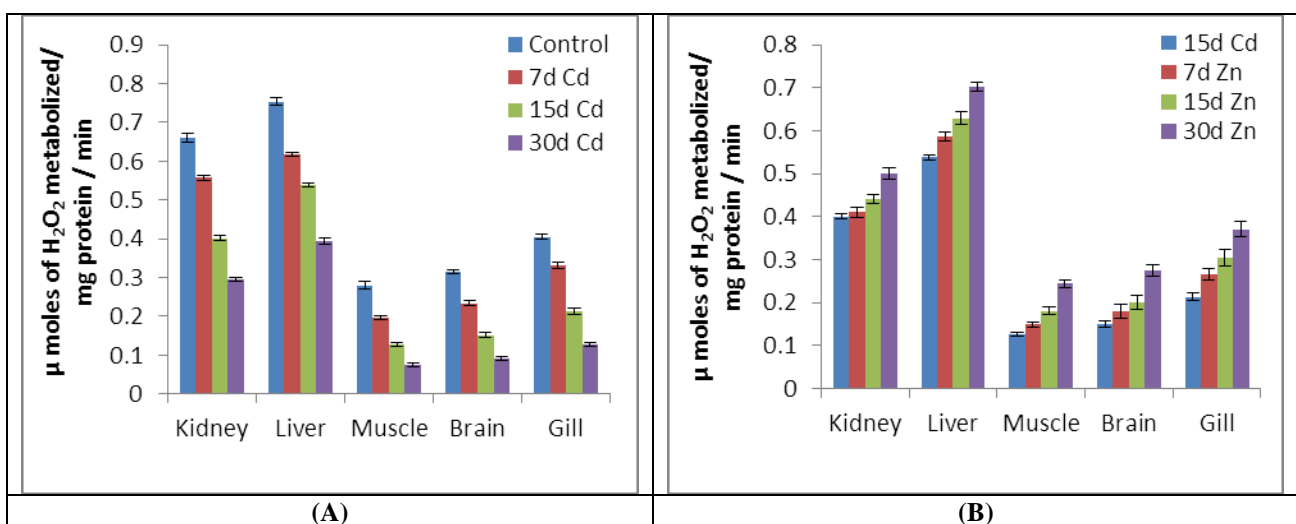 μ moles of H₂O₂ metabolized/
mg protein / min
0.9
0.8
0.7
0.6
0.5
0.4
0.3
0.2
0.1
0
Control
7d Cd
15d Cd
30d Cd
Kidney Liver Muscle Brain Gill
(A)
μ moles of H₂O₂ metabolized/
mg protein / min
0.8
0.7
0.6
0.5
0.4
0.3
0.2
0.1
0
15d Cd
7d Zn
15d Zn
30d Zn
Kidney Liver Muscle Brain Gill
(B)